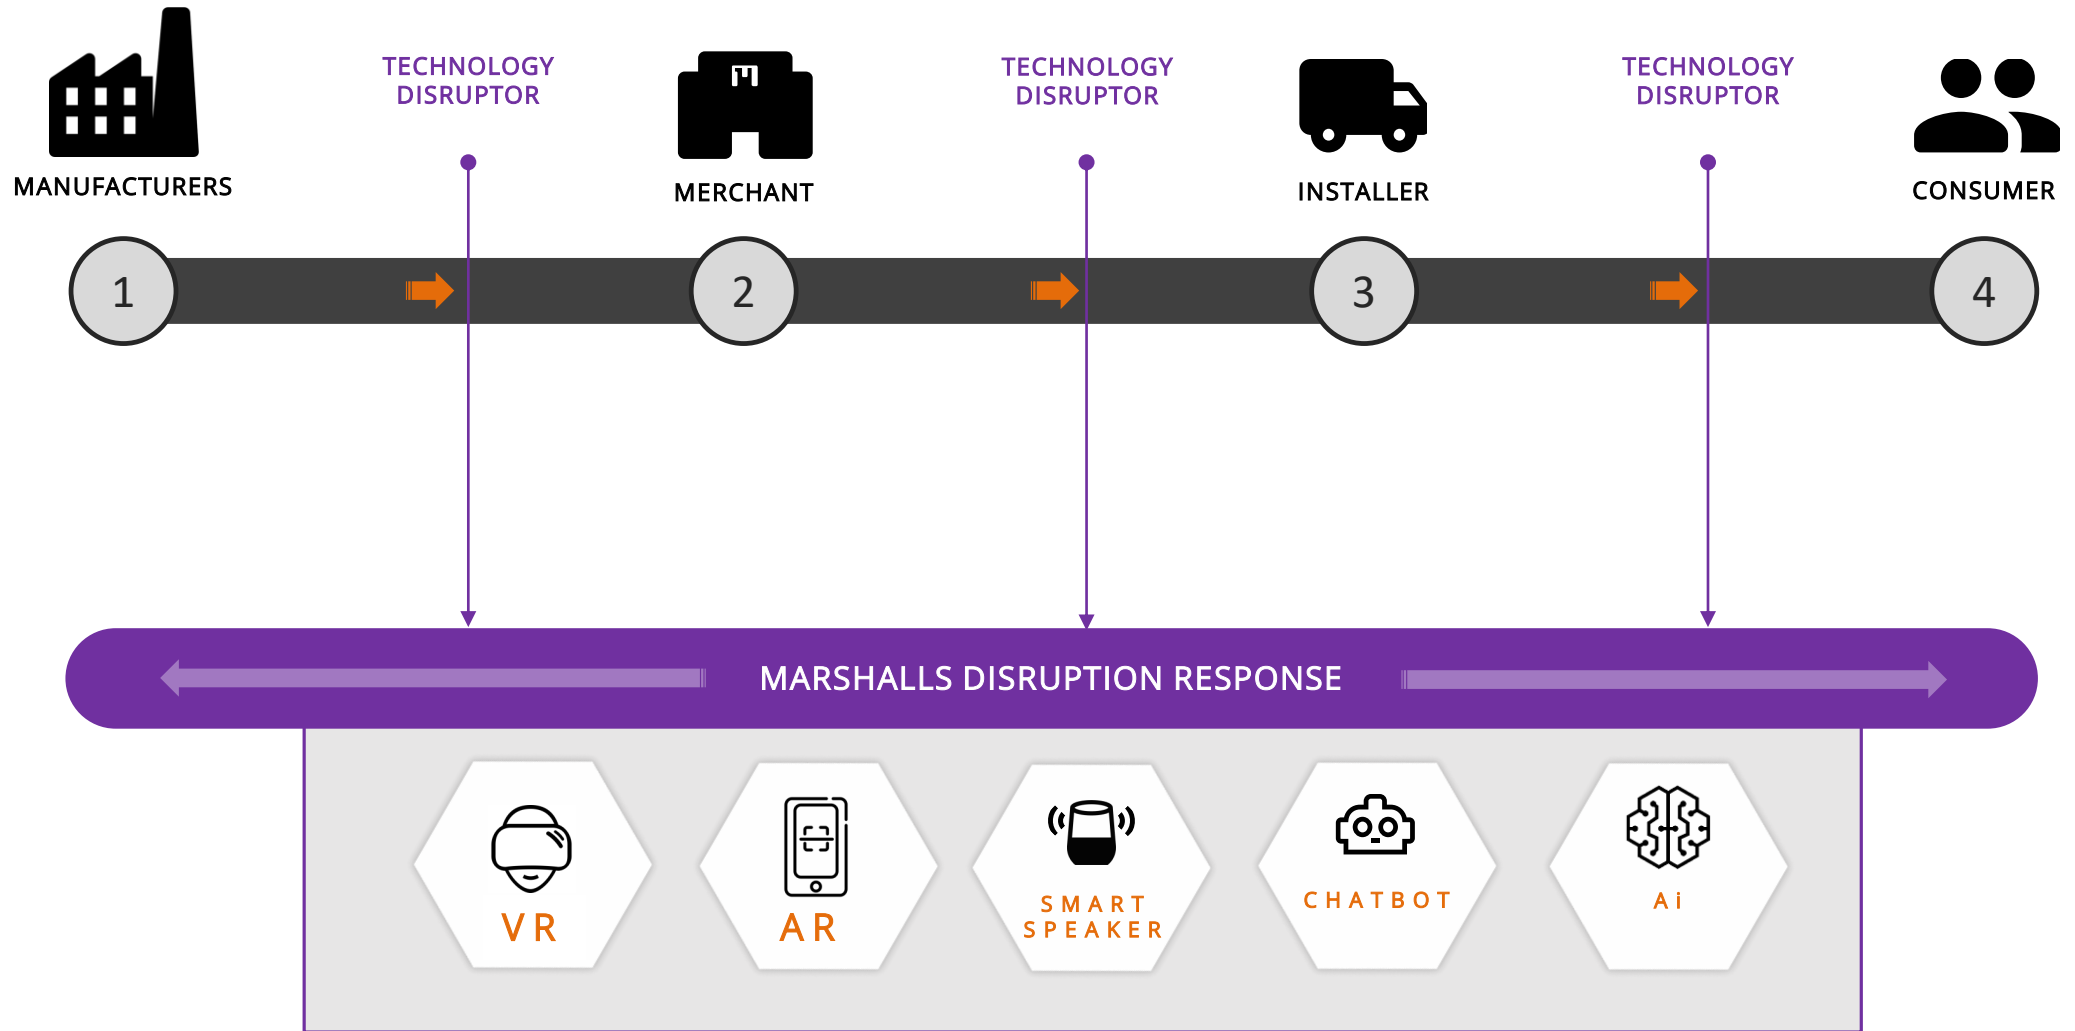 TECHNOLOGY
DISRUPTOR
TECHNOLOGY
DISRUPTOR
TECHNOLOGY
DISRUPTOR
MANUFACTURERS
MERCHANT
INSTALLER
CONSUMER
1
2
3
4
MARSHALLS DISRUPTION RESPONSE
VR
AR
SMART
SPEAKER
CHATBOT
Ai